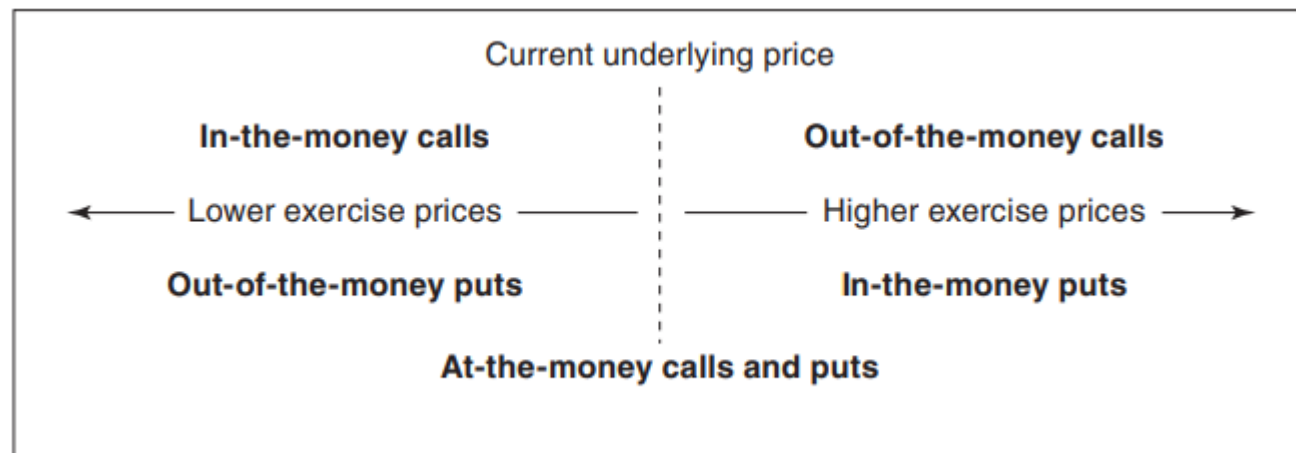 Current underlying price
In-the-money calls
Out-of-the-money calls
Lower exercise prices
Higher exercise prices
Out-of-the-money puts
In-the-money puts
At-the-money calls and puts